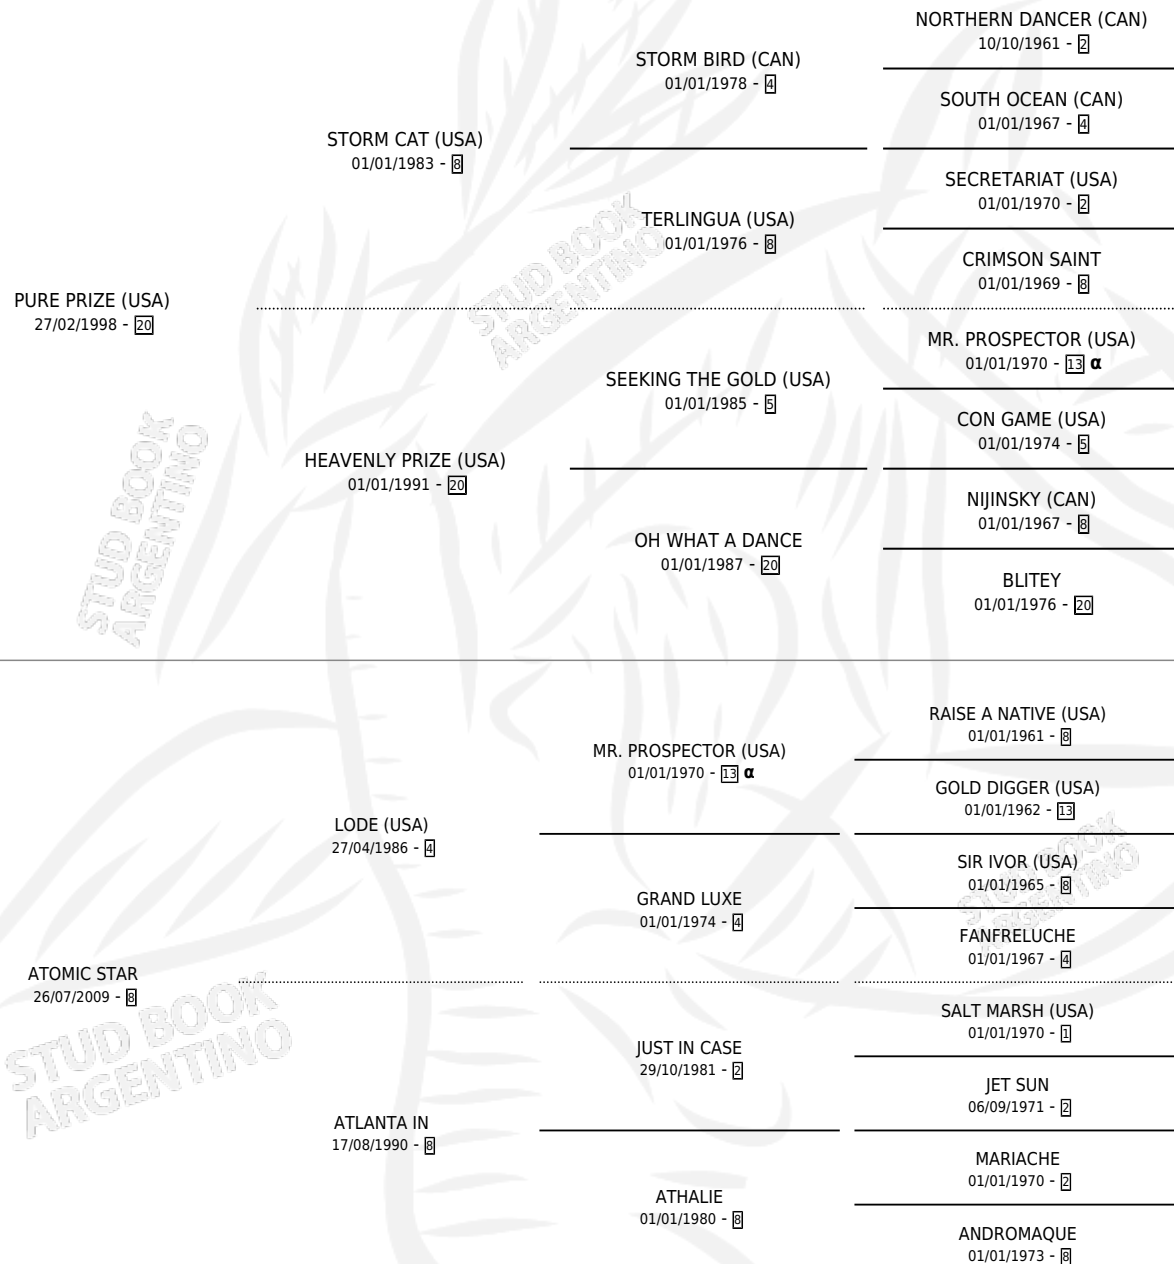 NORTHERN DANCER (CAN)
10/10/1961 - 2
STORM BIRD (CAN)
01/01/1978 - 4
SOUTH OCEAN (CAN)
01/01/1967 - 4
STORM CAT (USA)
01/01/1983 - 8
SECRETARIAT (USA)
01/01/1970 - 2
TERLINGUA (USA)
01/01/1976 - 8
CRIMSON SAINT
01/01/1969 - 8
PURE PRIZE (USA)
27/02/1998 - 20
MR. PROSPECTOR (USA)
01/01/1970 - 13 α
SEEKING THE GOLD (USA)
01/01/1985 - 5
CON GAME (USA)
01/01/1974 - 5
HEAVENLY PRIZE (USA)
01/01/1991 - 20
NIJINSKY (CAN)
01/01/1967 - 8
OH WHAT A DANCE
01/01/1987 - 20
BLITEY
01/01/1976 - 20
RAISE A NATIVE (USA)
01/01/1961 - 8
MR. PROSPECTOR (USA)
01/01/1970 - 13 α
GOLD DIGGER (USA)
01/01/1962 - 13
LODE (USA)
27/04/1986 - 4
SIR IVOR (USA)
01/01/1965 - 8
GRAND LUXE
01/01/1974 - 4
FANFRELUCHE
01/01/1967 - 4
ATOMIC STAR
26/07/2009 - 8
SALT MARSH (USA)
01/01/1970 - 1
JUST IN CASE
29/10/1981 - 2
JET SUN
06/09/1971 - 2
ATLANTA IN
17/08/1990 - 8
MARIACHE
01/01/1970 - 2
ATHALIE
01/01/1980 - 8
ANDROMAQUE
01/01/1973 - 8
STUD BOOK
ARGENTINO
STUD BOOK
ARGENTINO
STUD BOOK
ARGENTINO
STUD BOOK
ARGENTINO